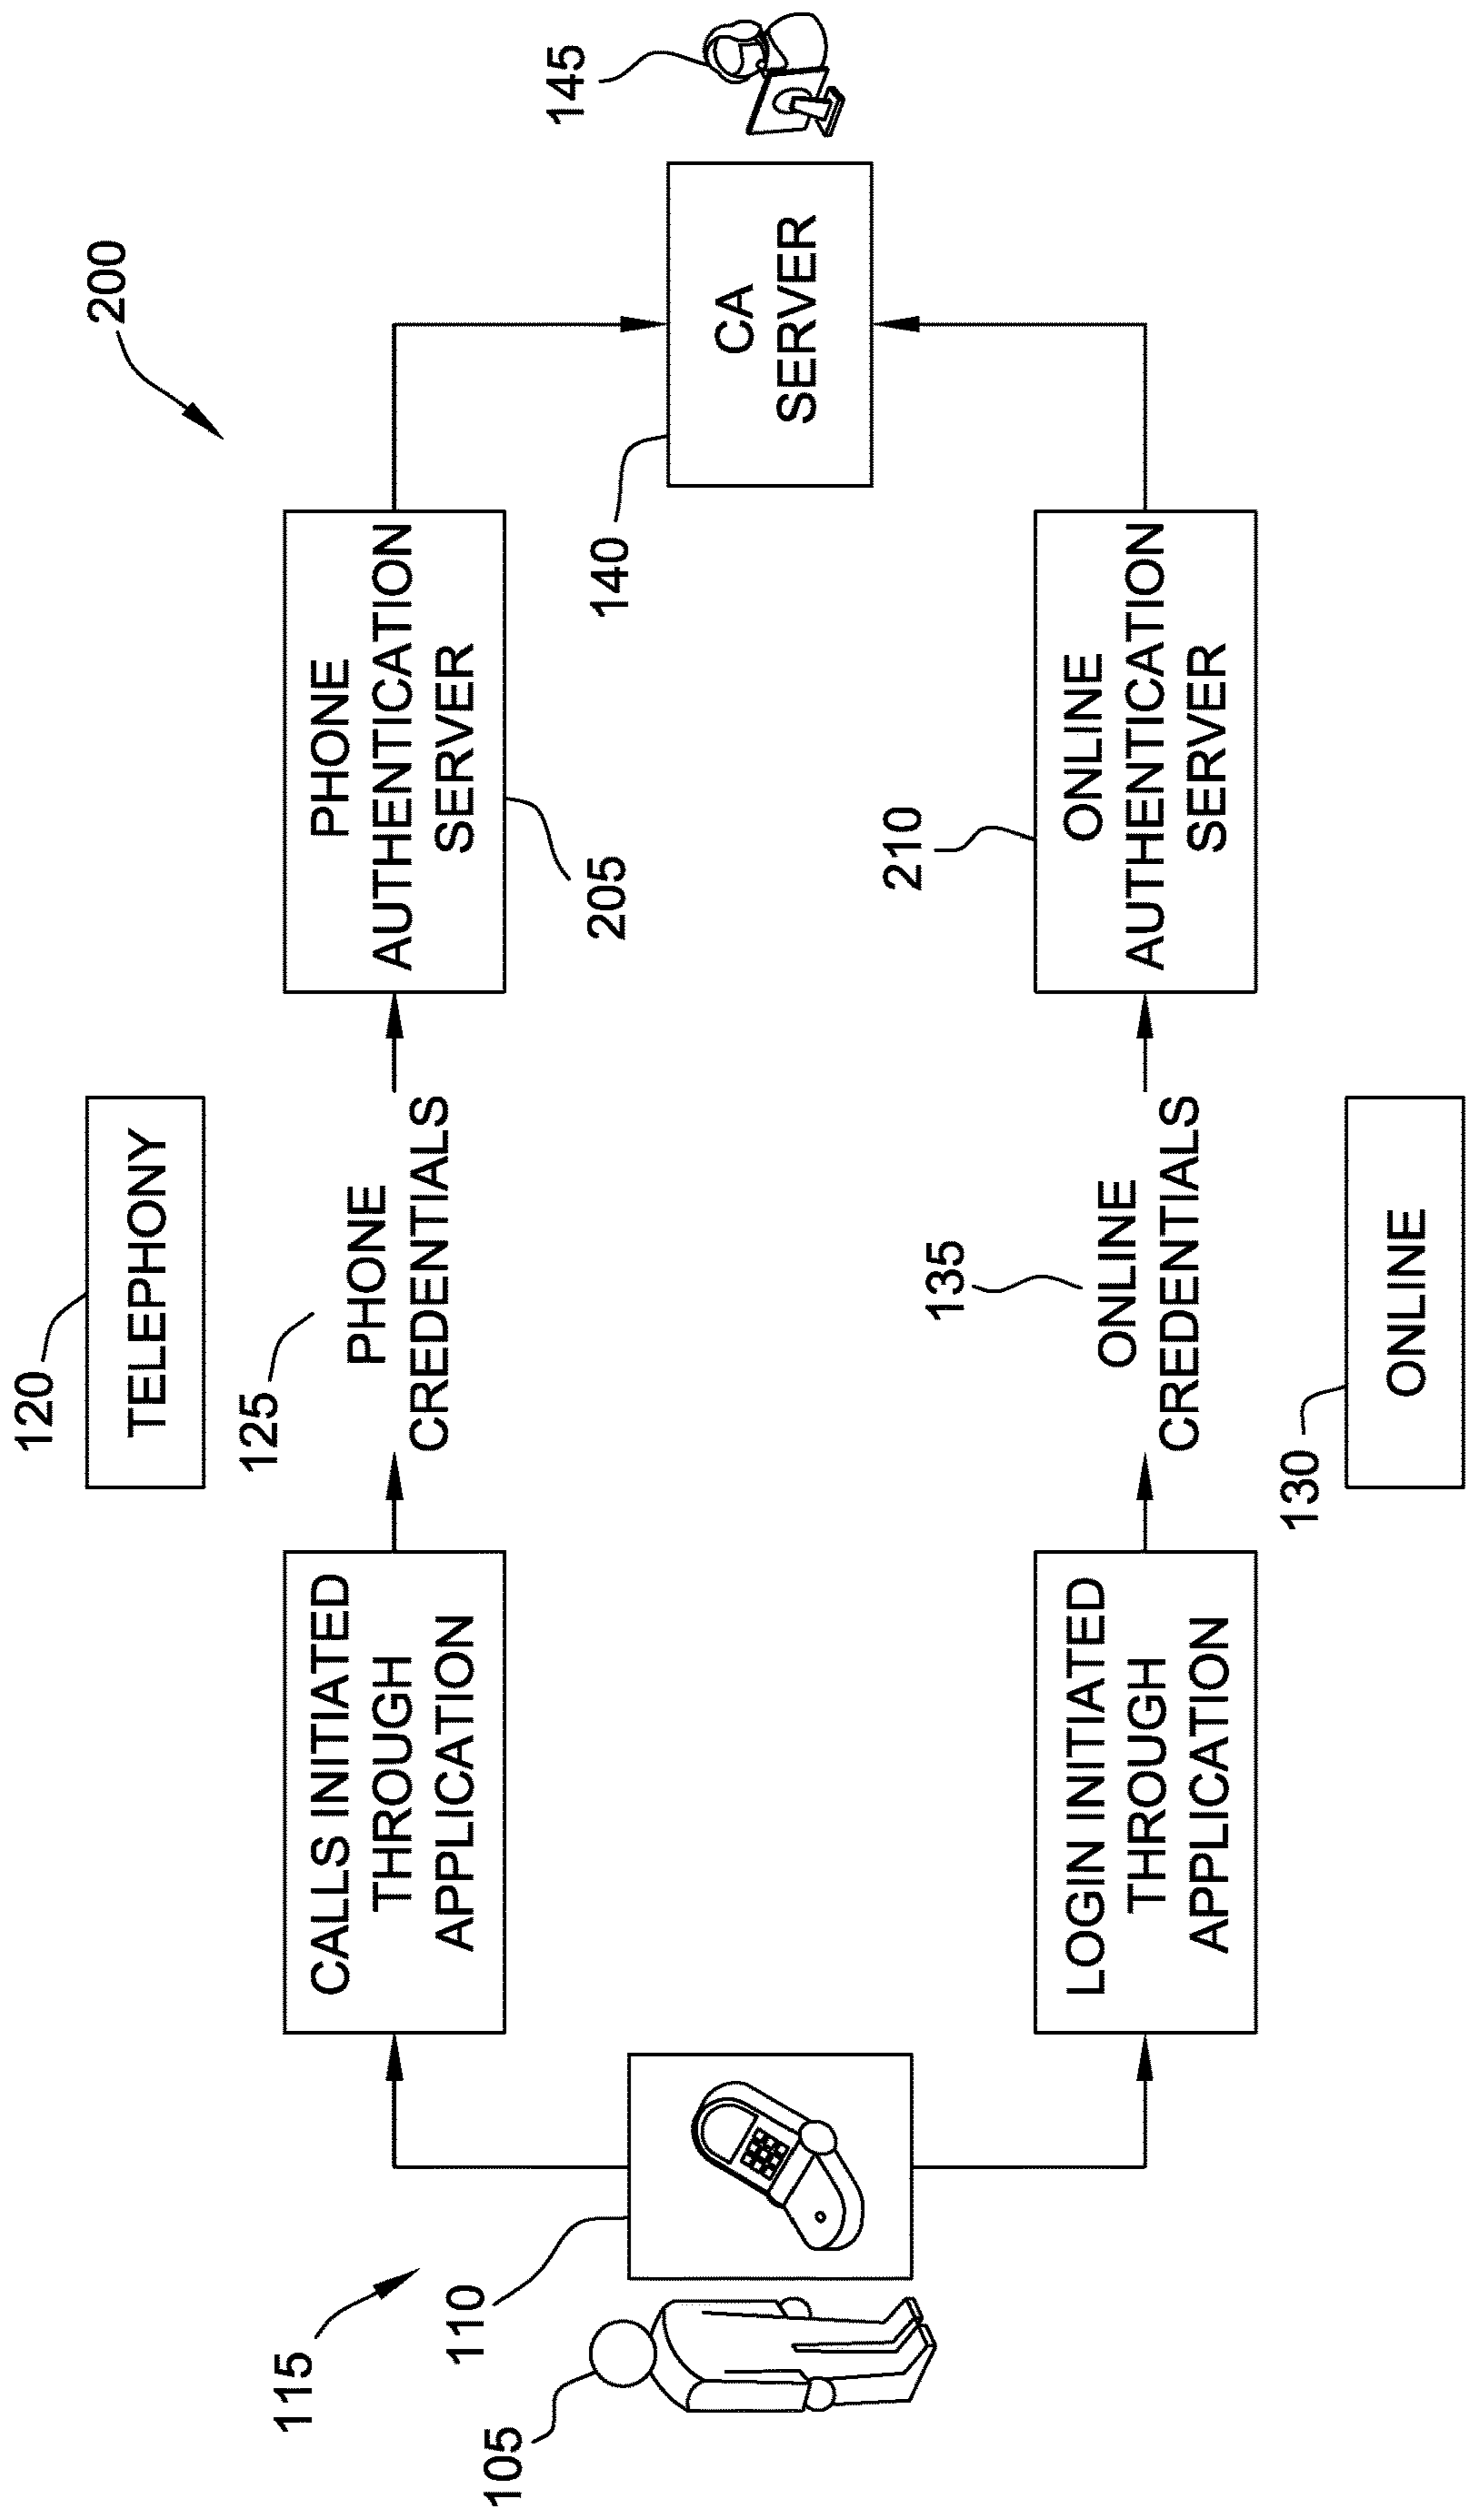 200
120
TELEPHONY
115
CALLS INITIATED
THROUGH
APPLICATION
125
PHONE
CREDENTIALS
PHONE
AUTHENTICATION
SERVER
205
105
110
140
CA
SERVER
145
LOGIN INITIATED
THROUGH
APPLICATION
135
ONLINE
CREDENTIALS
210
ONLINE
AUTHENTICATION
SERVER
130
ONLINE